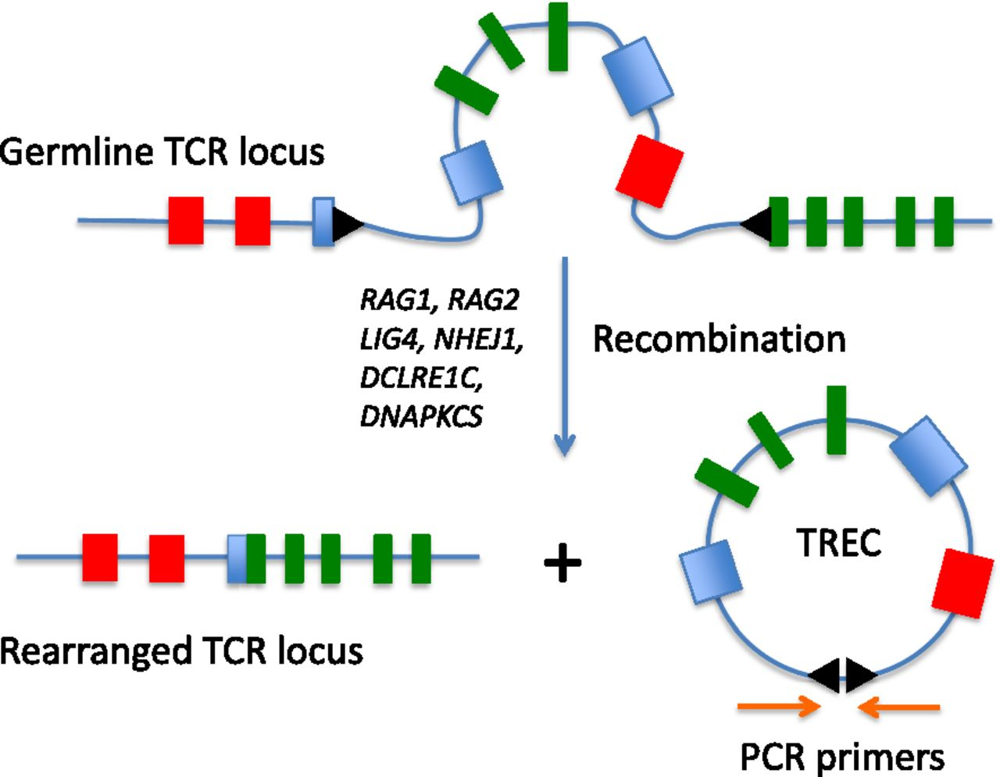 Germline TCR locus
RAG1, RAG2
LIG4, NHEJ1,
DCLRE1C,
DNAPKCS
Recombination
TREC
+
Rearranged TCR locus
PCR primers